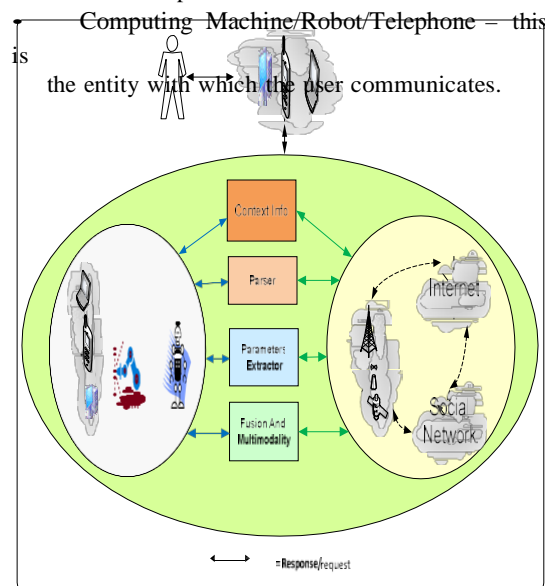 Computing Machine/Robot/Telephone – this
is
the entity with which the user communicates.
Context Info
Parser
Internet
Parameters
Extractor
Fusion And
Multimodality
Social
Network
=Response/request